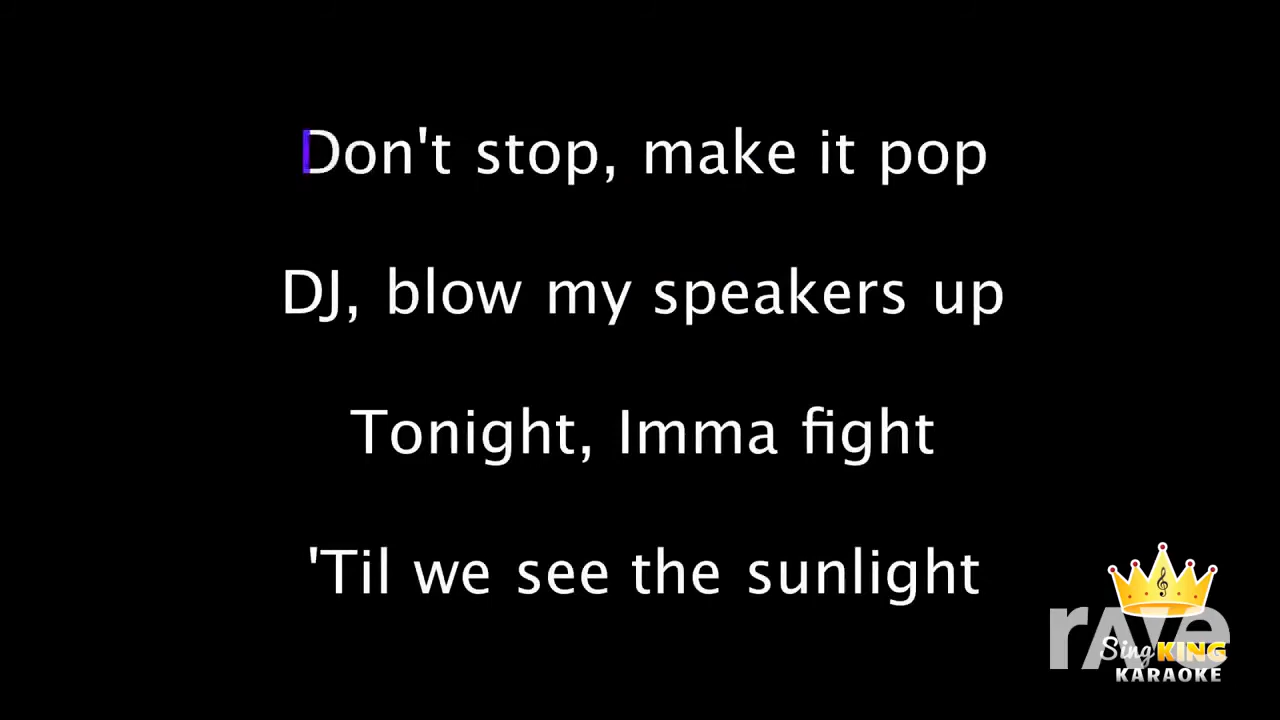 Don't stop, make it pop
DJ, blow my speakers up
Tonight, Imma fight
'Til we see the sunlight
rAVe
Sing KING
KARAOKE